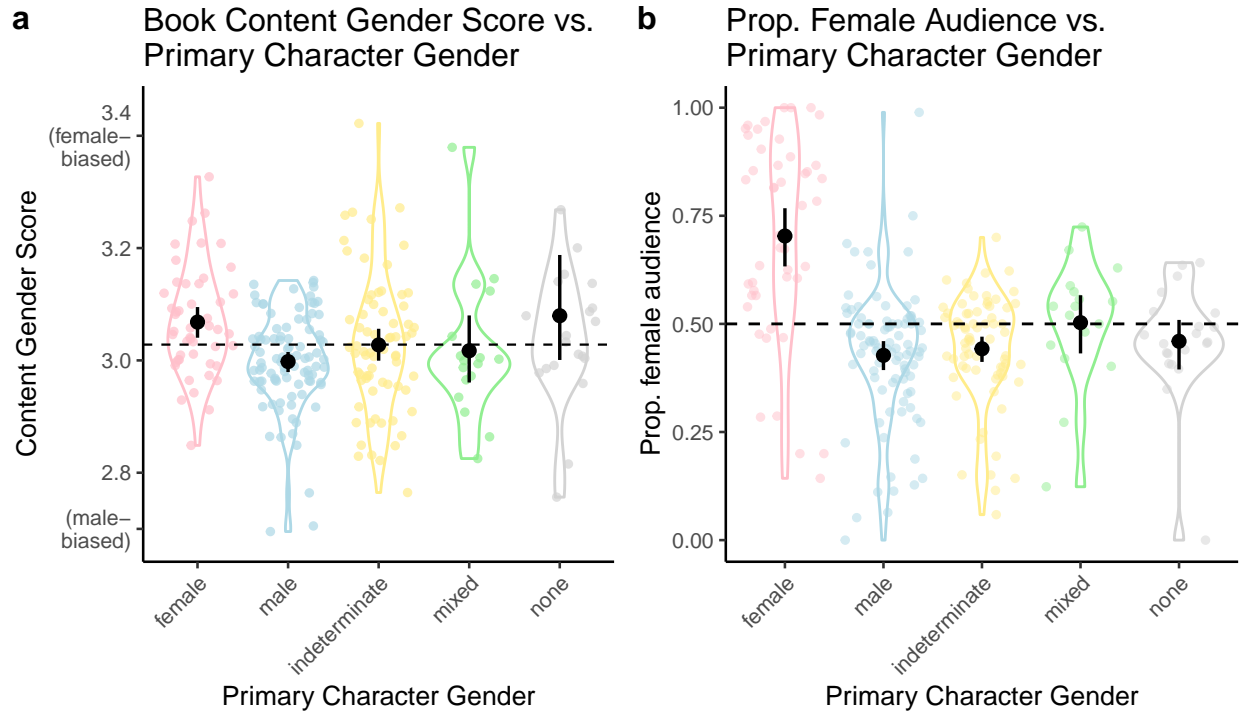 a
Book Content Gender Score vs.
Primary Character Gender
Content Gender Score
3.4
(female−
biased)
3.2
3.0
2.8
(male−
biased)
female
male
indeterminate
mixed
none
Primary Character Gender
b
Prop. Female Audience vs.
Primary Character Gender
Prop. female audience
1.00
0.75
0.50
0.25
0.00
female
male
indeterminate
mixed
none
Primary Character Gender